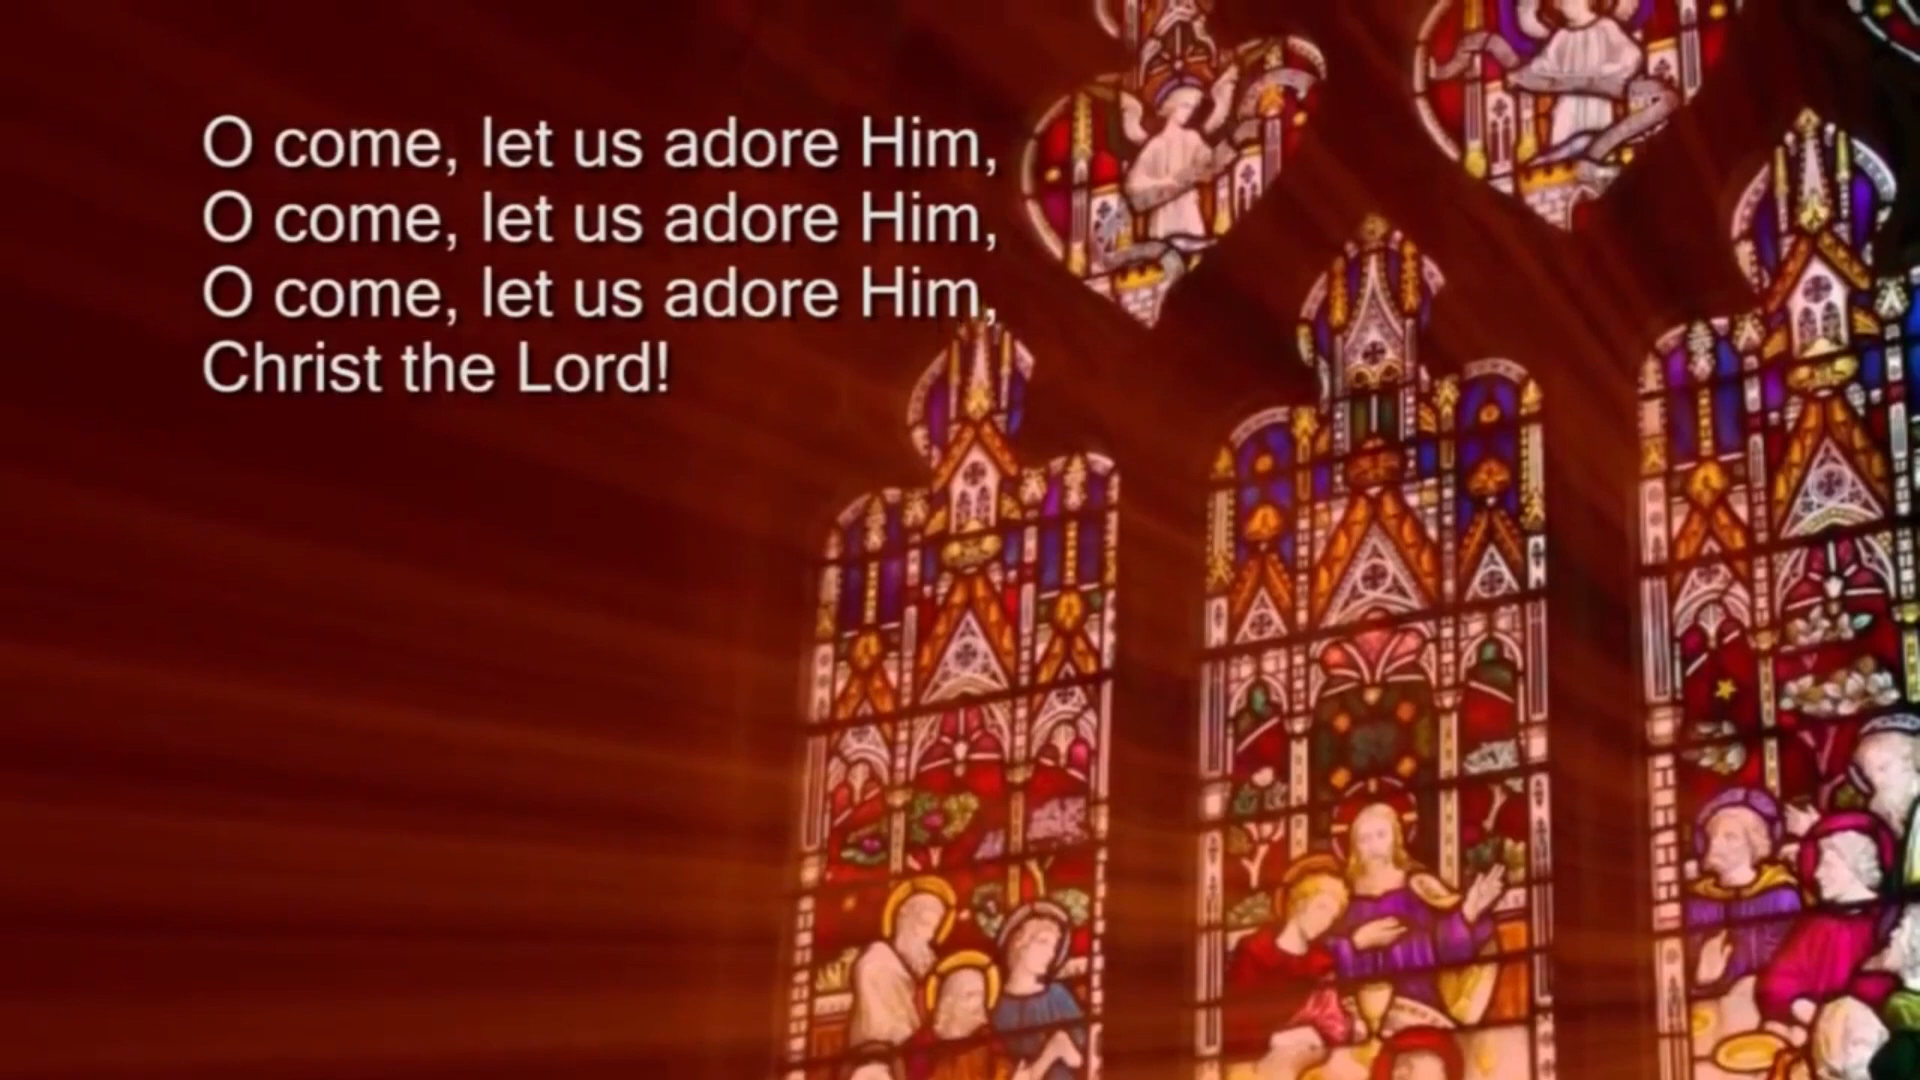 O come, let us adore Him,
O come, let us adore Him,
O come, let us adore Him,
Christ the Lord!